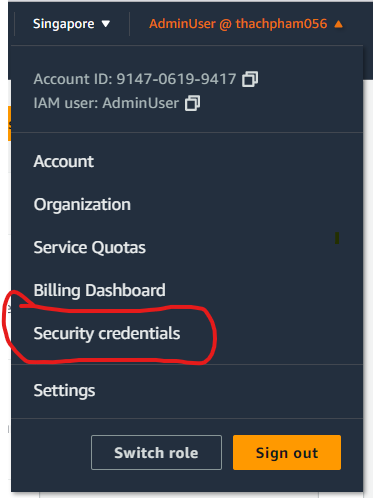 Singapore ▼ AdminUser @ thachpham056 ▲
Account ID: 9147-0619-9417
IAM user: AdminUser
Account
Organization
Service Quotas
Billing Dashboard
Security credentials
Settings
Switch role Sign out